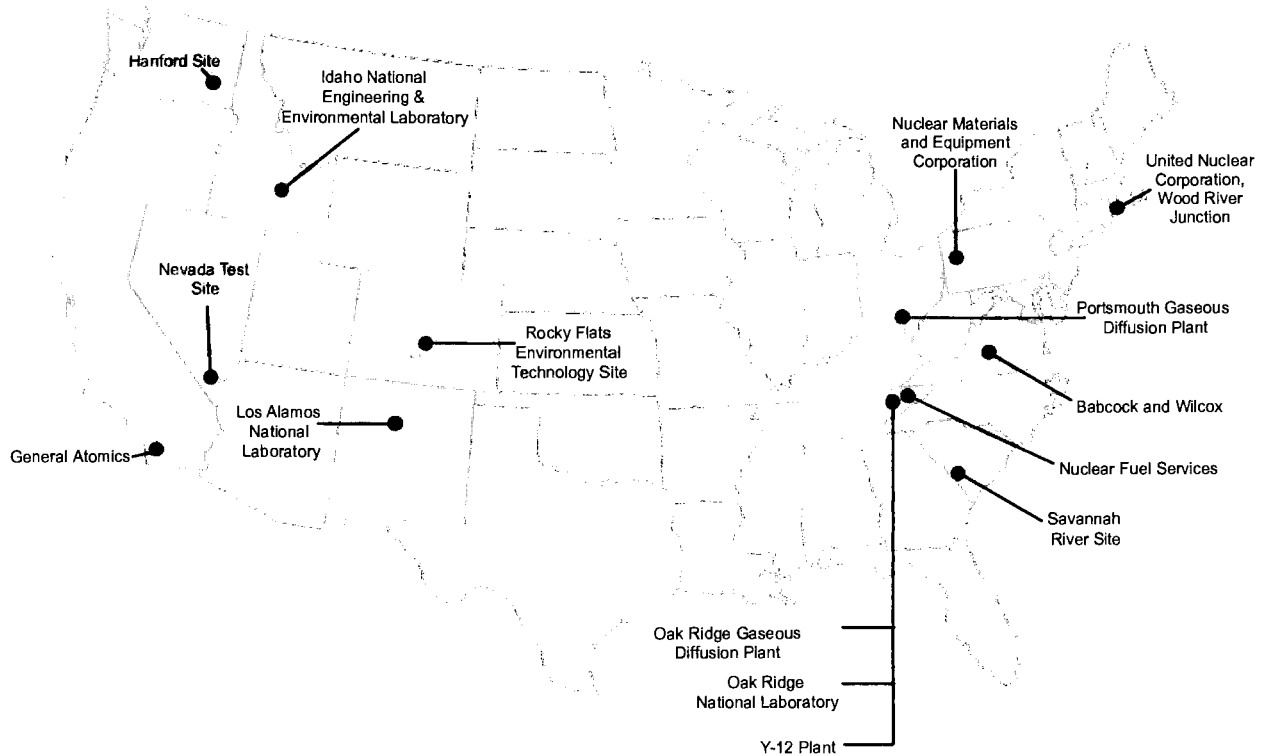 Hanford Site
Idaho National
Engineering &
Environmental Laboratory
Nuclear Materials
and Equipment
Corporation
United Nuclear
Corporation,
Wood River
Junction
Nevada Test
Site
Portsmouth Gaseous
Diffusion Plant
Rocky Flats
Environmental
Technology Site
Babcock and Wilcox
Los Alamos
National
Laboratory
General Atomics
Nuclear Fuel Services
Savannah
River Site
Oak Ridge Gaseous
Diffusion Plant
Oak Ridge
National Laboratory
Y-12 Plant